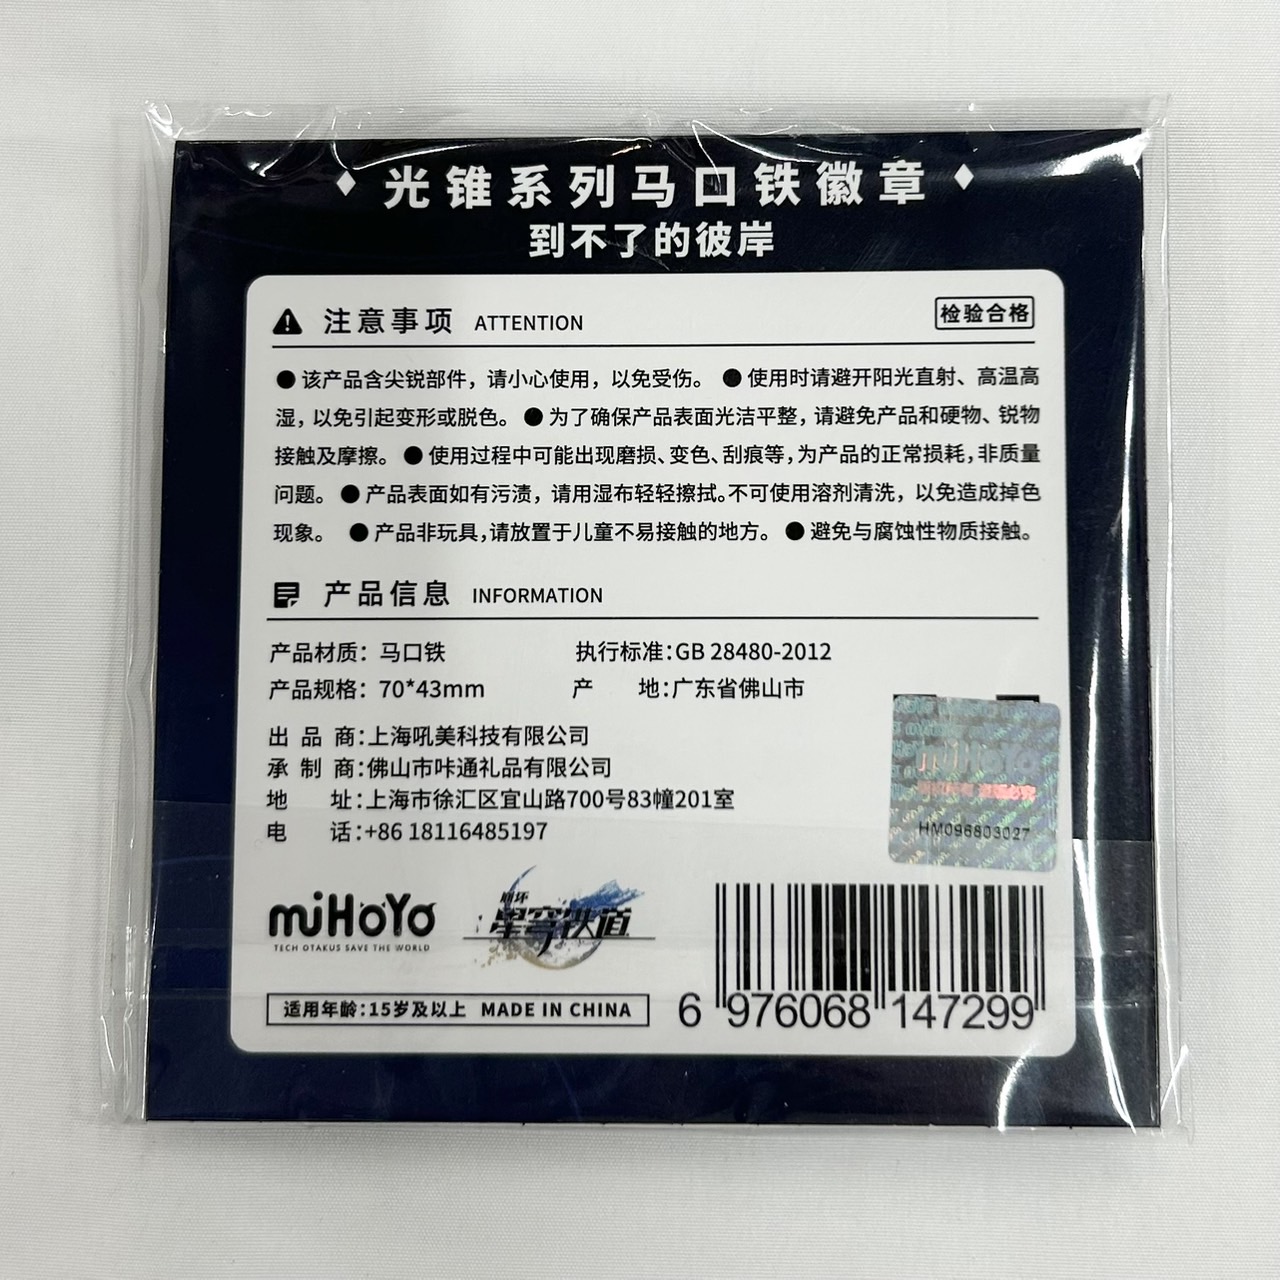 光锥系列马口铁徽章
到不了的彼岸
注意事项 ATTENTION 检验合格
●该产品含尖锐部件，请小心使用，以免受伤。 ●使用时请避开阳光直射、高温高
湿，以免引起变形或脱色。 ●为了确保产品表面光洁平整，请避免产品和硬物、锐物
接触及摩擦。 ●使用过程中可能出现磨损、变色、刮痕等，为产品的正常损耗，非质量
问题。 ●产品表面如有污渍，请用湿布轻轻擦拭。不可使用溶剂清洗，以免造成掉色
现象。 ●产品非玩具，请放置于儿童不易接触的地方。 ●避免与腐蚀性物质接触。
产品信息 INFORMATION
产品材质：马口铁 执行标准：GB 28480-2012
产品规格：70*43mm 产 地：广东省佛山市
出 品 商：上海吼美科技有限公司
承 制 商：佛山市咔通礼品有限公司
地 址：上海市徐汇区宜山路700号83幢201室
电 话：+86 18116485197
miHoYo
HM096803027
miHoYo
TECH OTAKUS SAVE THE WORLD
崩坏
星穹铁道
适用年龄：15岁及以上 MADE IN CHINA
6 976068 147299